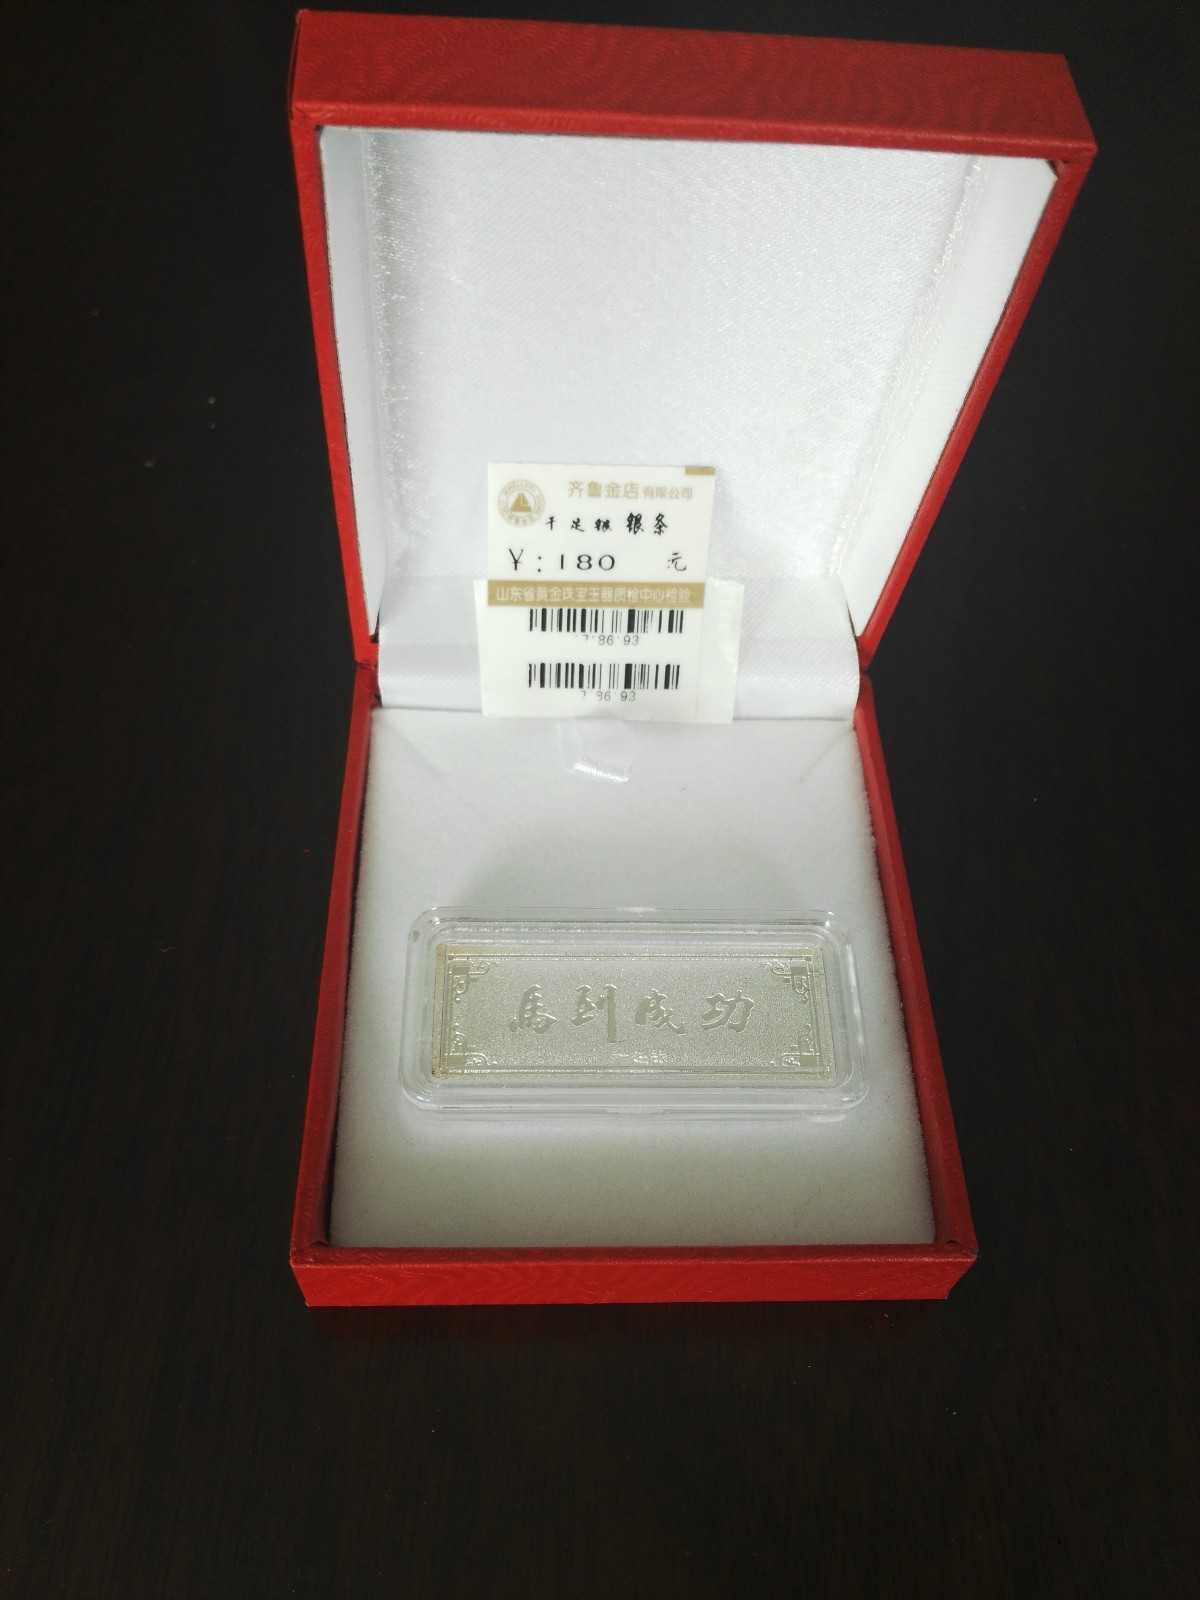 齐鲁金店有限公司
千足银 银条
¥:180 元
山东省黄金珠宝玉器质检中心检验
馬到成功